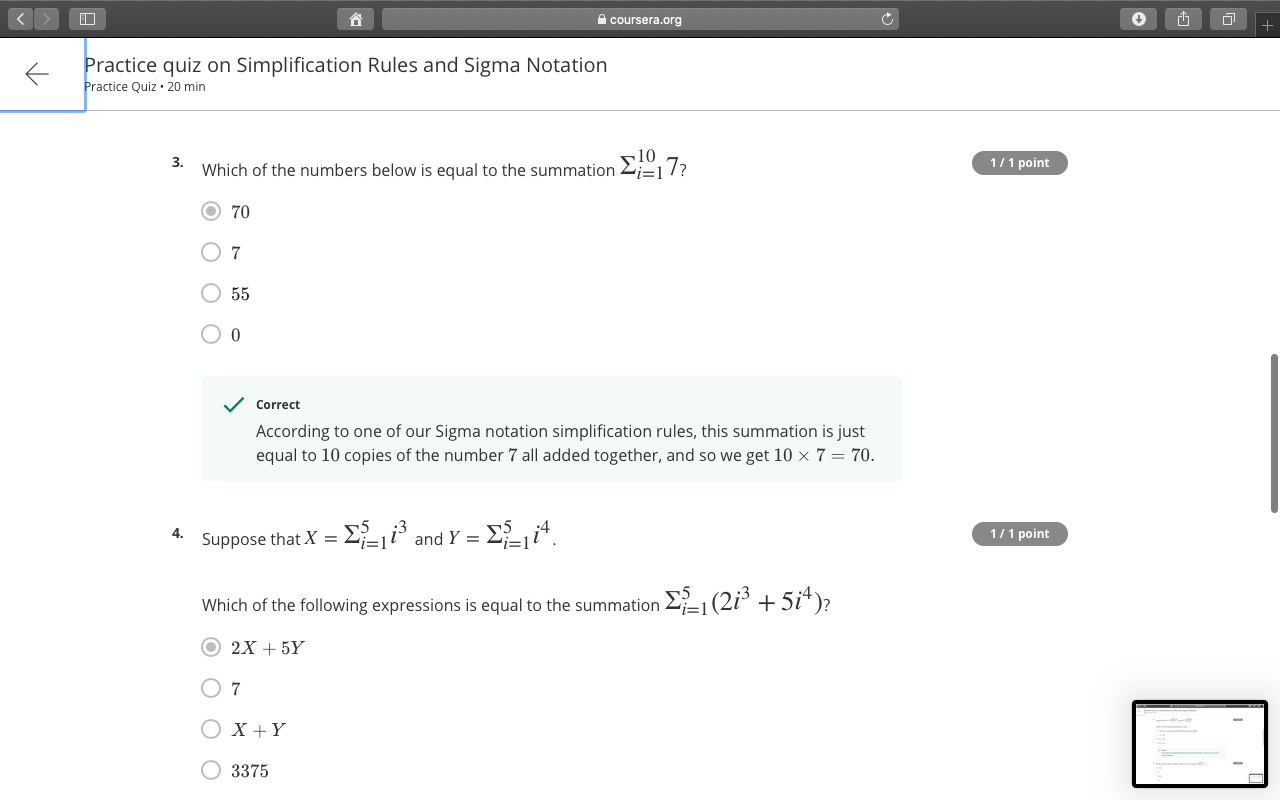 coursera.org
Practice quiz on Simplification Rules and Sigma Notation
Practice Quiz • 20 min
3. Which of the numbers below is equal to the summation Σ_{i=1}^{10} 7?
1 / 1 point
70
7
55
0
Correct
According to one of our Sigma notation simplification rules, this summation is just
equal to 10 copies of the number 7 all added together, and so we get 10 × 7 = 70.
4. Suppose that X = Σ_{i=1}^{5} i^3 and Y = Σ_{i=1}^{5} i^4.
1 / 1 point
Which of the following expressions is equal to the summation Σ_{i=1}^{5} (2i^3 + 5i^4)?
2X + 5Y
7
X + Y
3375